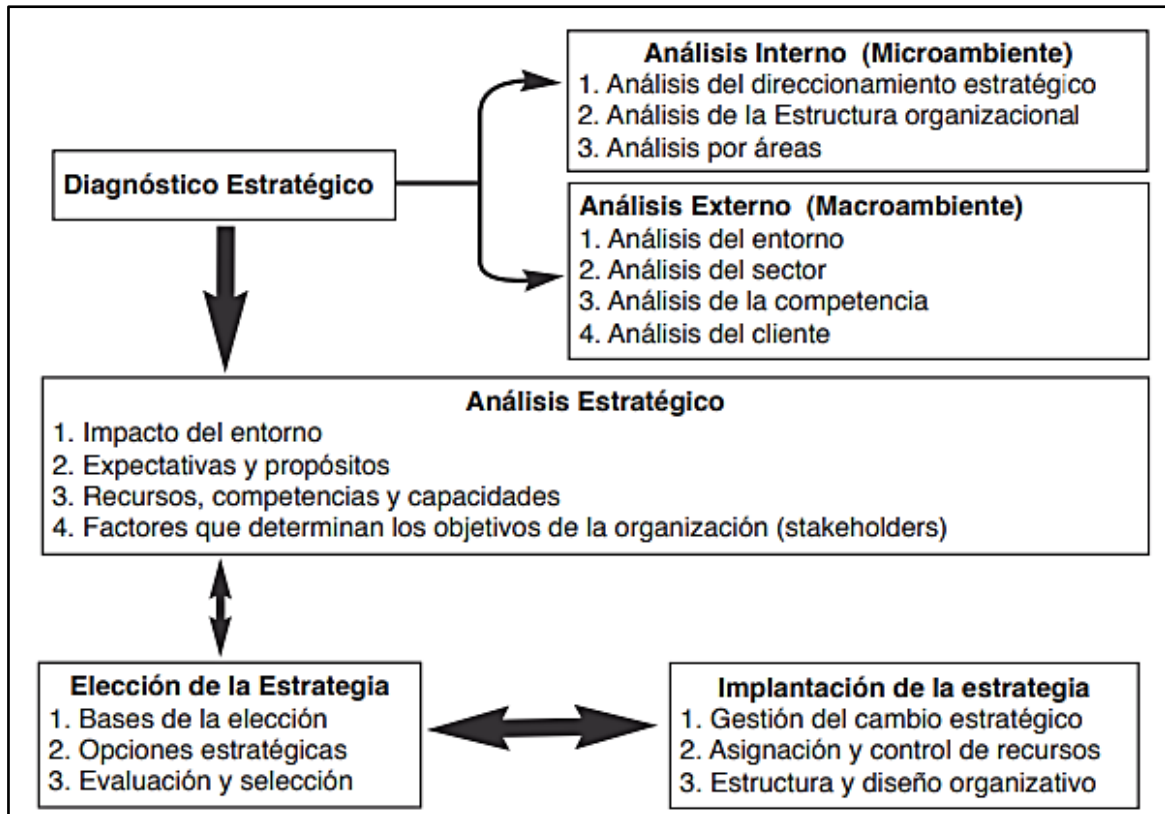 Análisis Interno (Microambiente)
1. Análisis del direccionamiento estratégico
2. Análisis de la Estructura organizacional
3. Análisis por áreas
Diagnóstico Estratégico
Análisis Externo (Macroambiente)
1. Análisis del entorno
2. Análisis del sector
3. Análisis de la competencia
4. Análisis del cliente
Análisis Estratégico
1. Impacto del entorno
2. Expectativas y propósitos
3. Recursos, competencias y capacidades
4. Factores que determinan los objetivos de la organización (stakeholders)
Elección de la Estrategia
1. Bases de la elección
2. Opciones estratégicas
3. Evaluación y selección
Implantación de la estrategia
1. Gestión del cambio estratégico
2. Asignación y control de recursos
3. Estructura y diseño organizativo